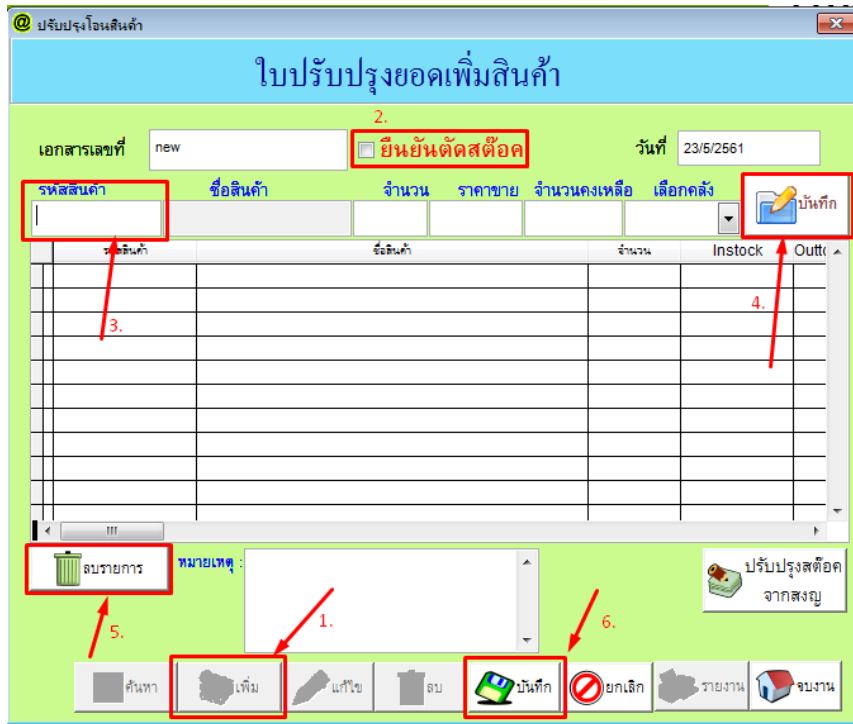 @ ปรับปรุงโอนสินค้า
ใบปรับปรุงยอดเพิ่มสินค้า
2.
เอกสารเลขที่ new ยืนยันตัดสต๊อค วันที่ 23/5/2561
รหัสสินค้า ชื่อสินค้า จำนวน ราคาขาย จำนวนคงเหลือ เลือกคลัง บันทึก
รหัสสินค้า ชื่อสินค้า จำนวน Instock Outto
4.
3.
ลบรายการ หมายเหตุ : ปรับปรุงสต๊อค
จากสงญ
5. 1. 6.
ค้นหา เพิ่ม แก้ไข ลบ บันทึก ยกเลิก รายงาน จบงาน